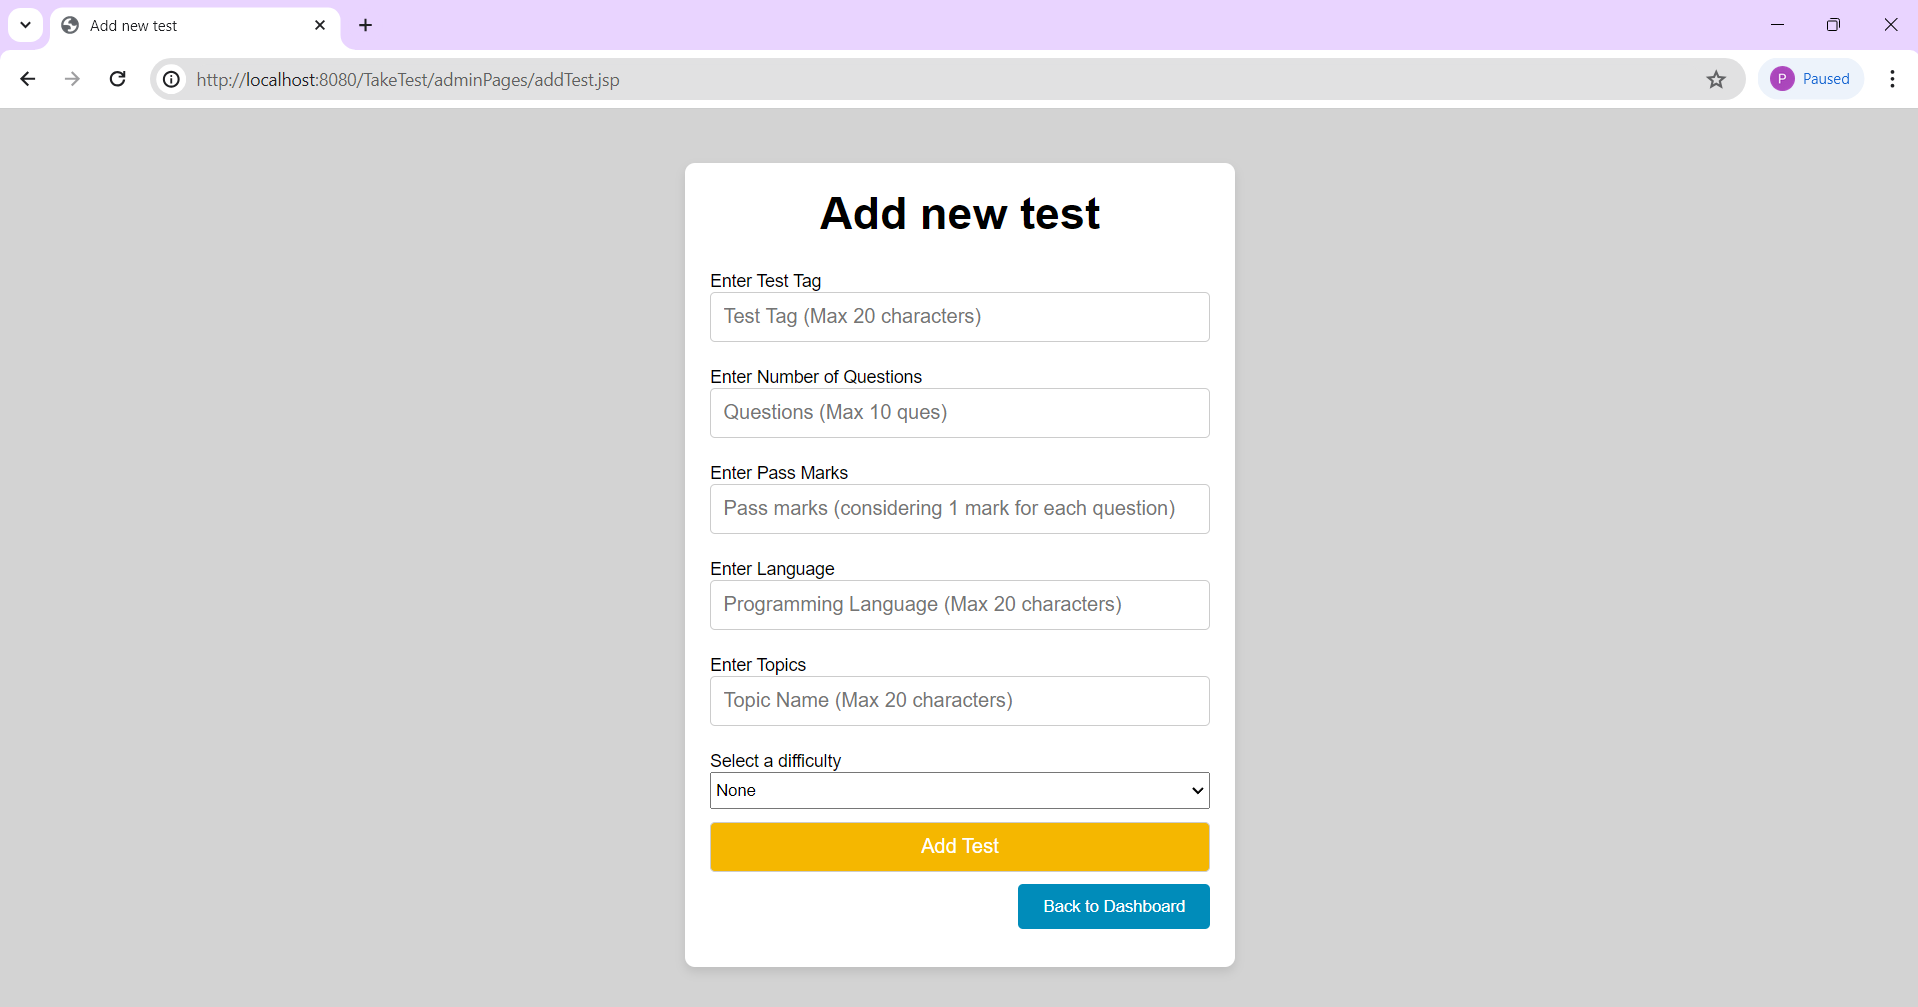 Add new test
http://localhost:8080/TakeTest/adminPages/addTest.jsp
P Paused
Add new test
Enter Test Tag
Test Tag (Max 20 characters)
Enter Number of Questions
Questions (Max 10 ques)
Enter Pass Marks
Pass marks (considering 1 mark for each question)
Enter Language
Programming Language (Max 20 characters)
Enter Topics
Topic Name (Max 20 characters)
Select a difficulty
None
Add Test
Back to Dashboard